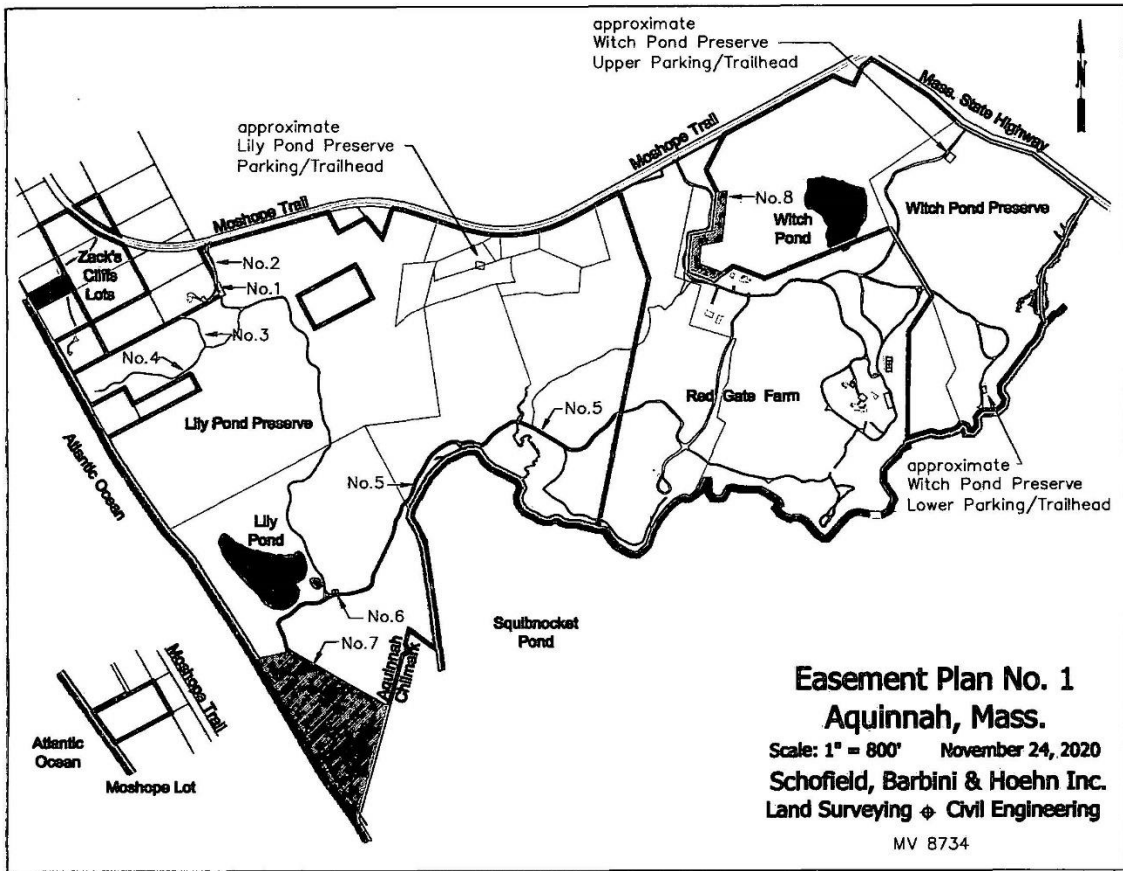 approximate
Witch Pond Preserve
Upper Parking/Trailhead
N
Mass. State Highway
approximate
Lily Pond Preserve
Parking/Trailhead
Moshope Trail
Moshope Trail
No.8
Witch
Pond
Witch Pond Preserve
Zack's
Cliffs
Lots
No.2
No.1
No.3
No.4
Lily Pond Preserve
Red Gate Farm
No.5
Atlantic Ocean
No.5
approximate
Witch Pond Preserve
Lower Parking/Trailhead
Lily
Pond
No.6
Squibnocket
Pond
No.7
Aquinnah
Chilmark
Moshope Trail
Atlantic
Ocean
Moshope Lot
Easement Plan No. 1
Aquinnah, Mass.
Scale: 1" = 800' November 24, 2020
Schofield, Barbini & Hoehn Inc.
Land Surveying Civil Engineering
MV 8734